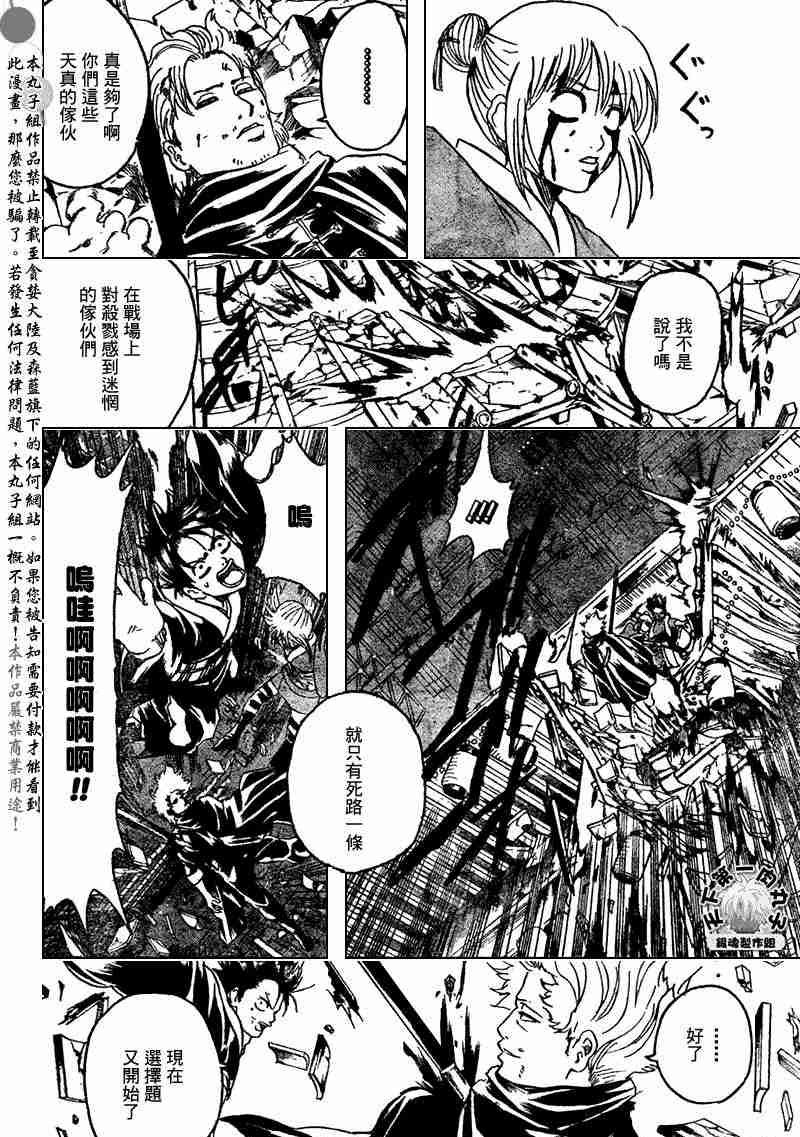 ぐぐっ
…………
真是夠了啊
你們這些
天真的傢伙
我不是
說了嗎
在戰場上
對殺戮感到迷惘
的傢伙們
!!!
就只有死路一條
嗚
嗚哇啊啊啊啊啊!!
……
好了
現在
選擇題
又開始了
天下第一的丸子
銀魂製作組
本丸子組作品禁止轉載至貪婪大陸及森藍旗下的任何網站。如果您被告知需要付款才能看到
此漫畫,那麼您被騙了。若發生任何法律問題,本丸子組一概不負責!本作品嚴禁商業用途!